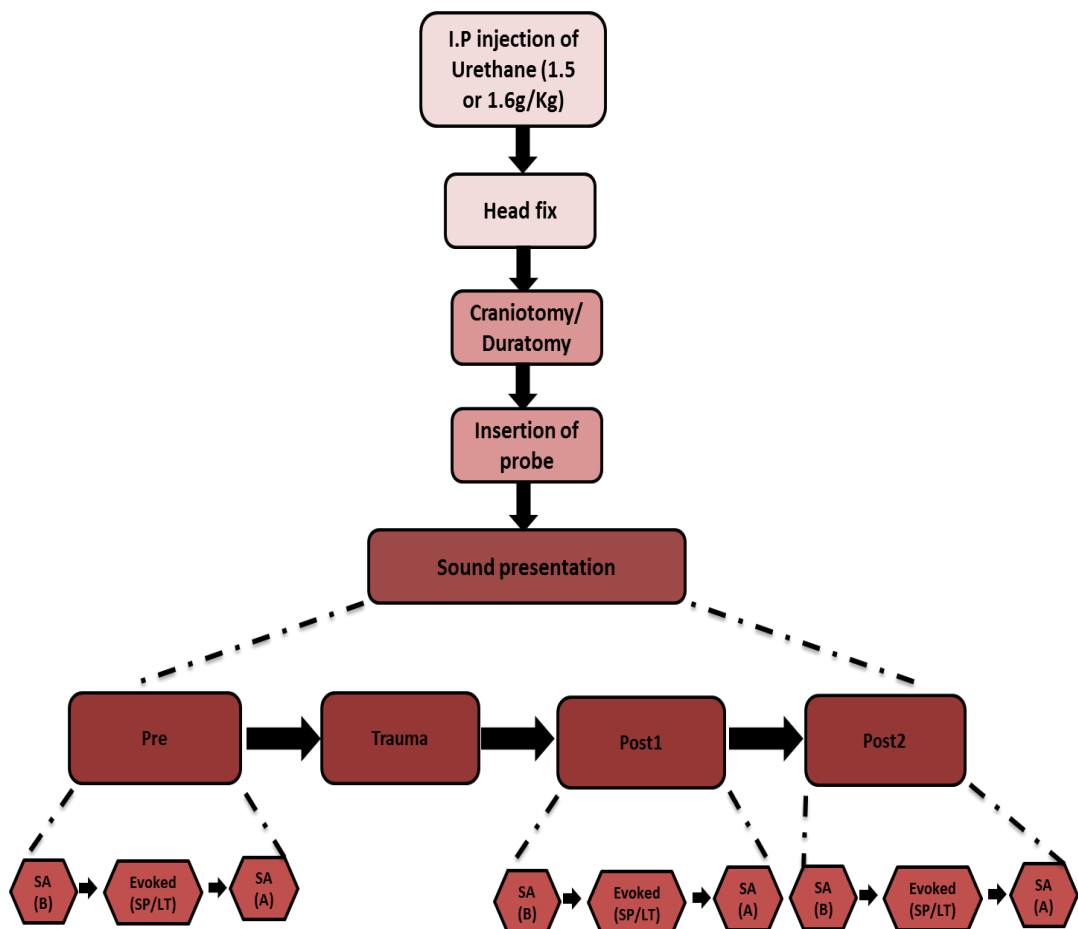 I.P injection of
Urethane (1.5
or 1.6g/Kg)
Head fix
Craniotomy/
Duratomy
Insertion of
probe
Sound presentation
Pre
Trauma
Post1
Post2
SA
(B)
Evoked
(SP/LT)
SA
(A)
SA
(B)
Evoked
(SP/LT)
SA
(A)
SA
(B)
Evoked
(SP/LT)
SA
(A)